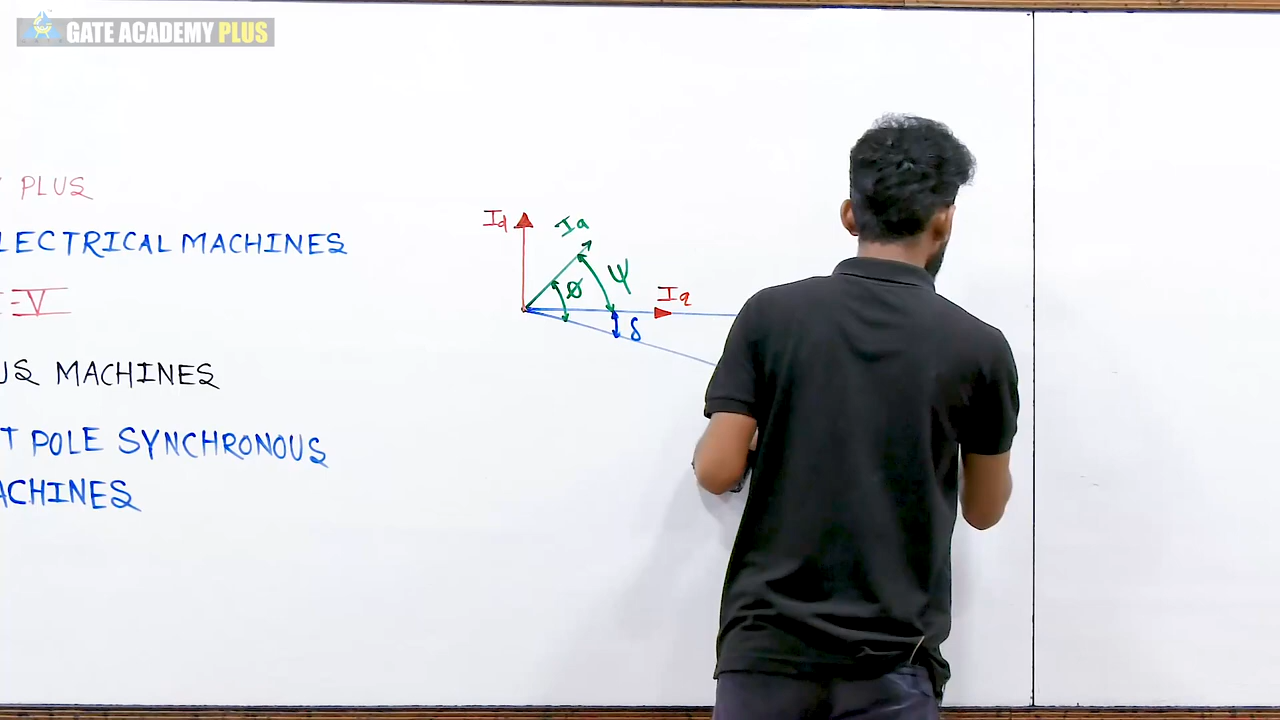 GATE ACADEMY PLUS
PLUS
LECTRICAL MACHINES
-V
US MACHINES
T POLE SYNCHRONOUS
ACHINES
Id
Ia
ψ
ø
Iq
δ